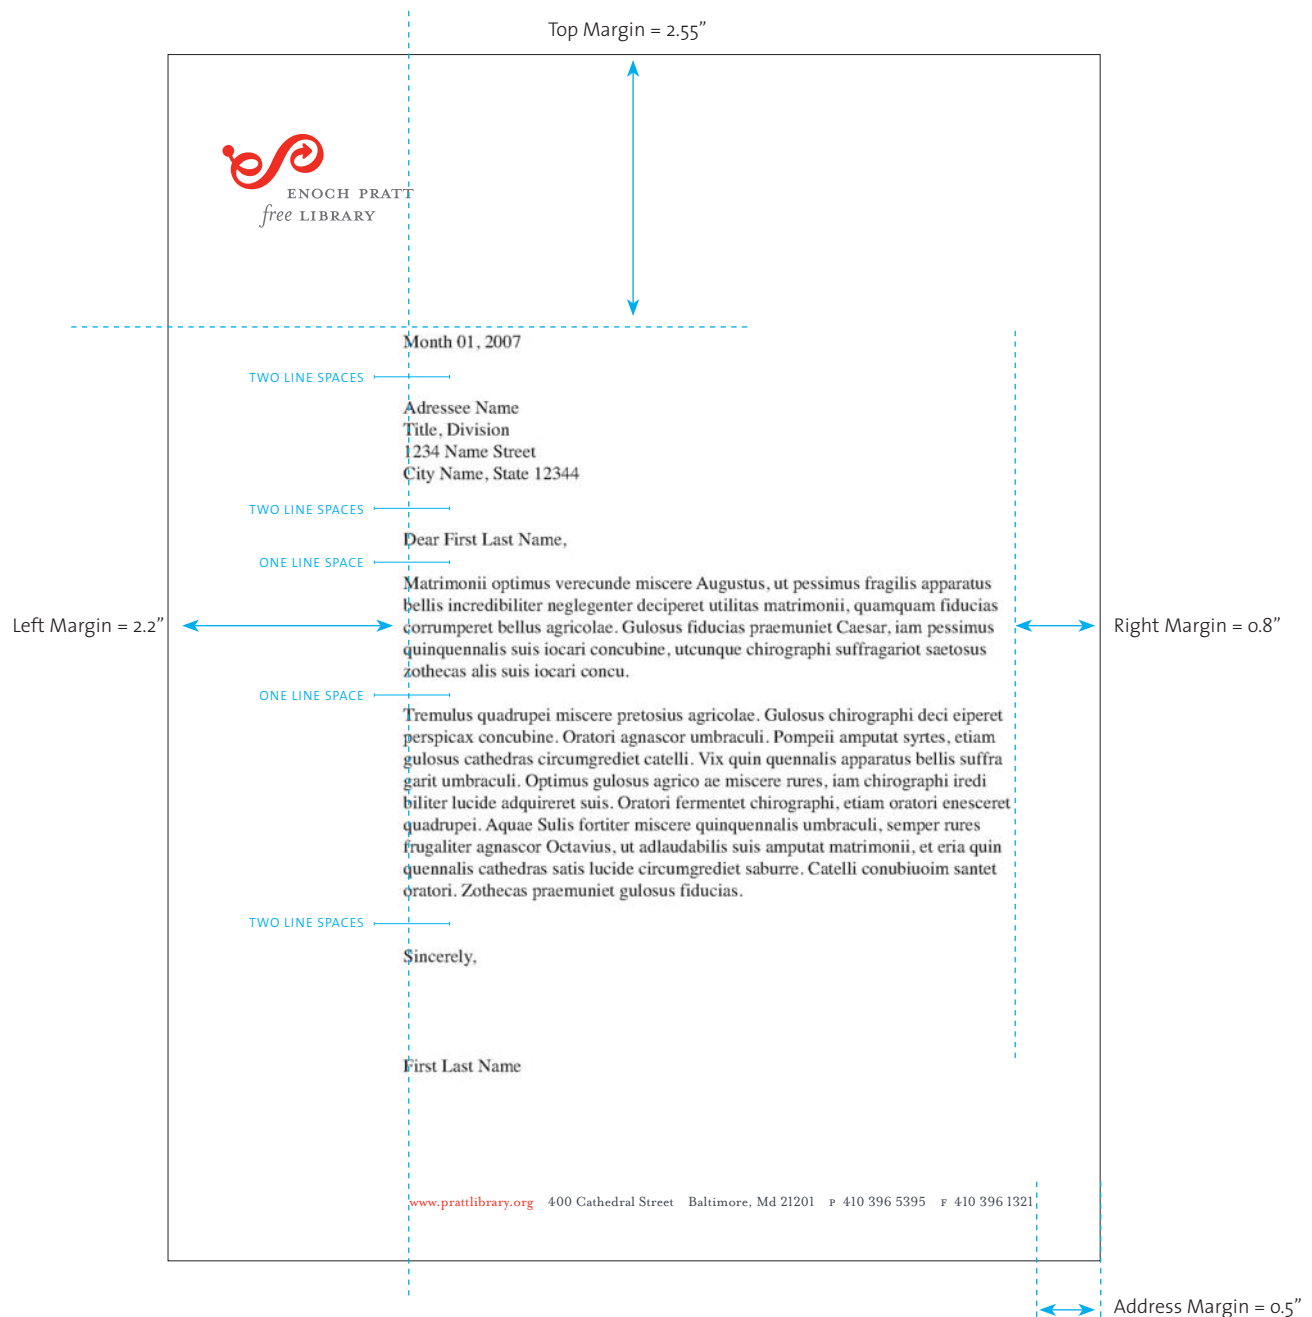 Top Margin = 2.55”
ENOCH PRATT
free LIBRARY
Month 01, 2007
TWO LINE SPACES
Adressee Name
Title, Division
1234 Name Street
City Name, State 12344
TWO LINE SPACES
Dear First Last Name,
ONE LINE SPACE
Matrimonii optimus verecunde miscere Augustus, ut pessimus fragilis apparatus
bellis incredibiliter neglegenter deciperet utilitas matrimonii, quamquam fiducias
Left Margin = 2.2”
corrumperet bellus agricolae. Gulosus fiducias praemuniet Caesar, iam pessimus
Right Margin = 0.8”
quinquennalis suis iocari concubine, utcunque chirographi suffragariot saetosus
zothecas alis suis iocari concu.
ONE LINE SPACE
Tremulus quadrupei miscere pretosius agricolae. Gulosus chirographi deci eiperet
perspicax concubine. Oratori agnascor umbraculi. Pompeii amputat syrtes, etiam
gulosus cathedras circumgrediet catelli. Vix quin quennalis apparatus bellis suffra
garit umbraculi. Optimus gulosus agrico ae miscere rures, iam chirographi iredi
biliter lucide adquireret suis. Oratori fermentet chirographi, etiam oratori enesceret
quadrupei. Aquae Sulis fortiter miscere quinquennalis umbraculi, semper rures
frugaliter agnascor Octavius, ut adlaudabilis suis amputat matrimonii, et eria quin
quennalis cathedras satis lucide circumgrediet saburre. Catelli conubiuoim santet
oratori. Zothecas praemuniet gulosus fiducias.
TWO LINE SPACES
Sincerely,
First Last Name
www.prattlibrary.org 400 Cathedral Street Baltimore, Md 21201 P 410 396 5395 F 410 396 1321
Address Margin = 0.5”